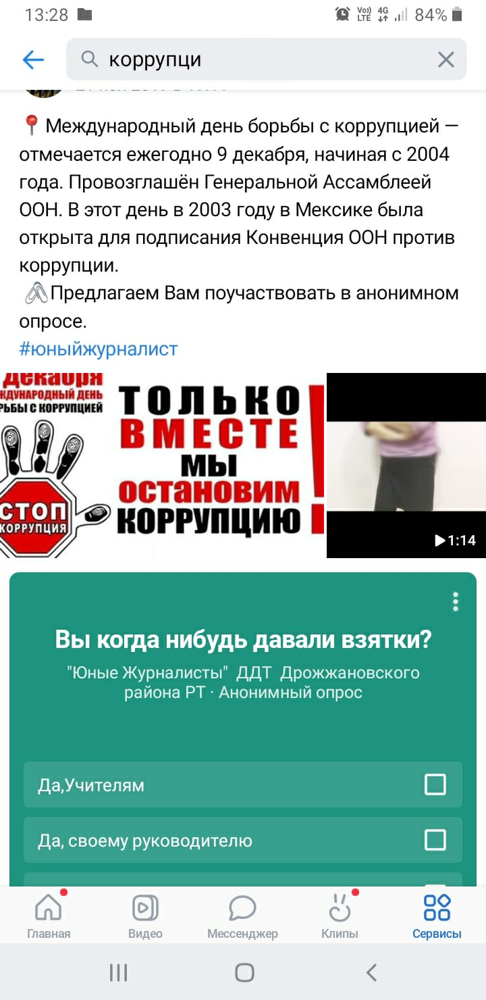 13:28
Vo)) LTE 4G 84%
коррупци
📍 Международный день борьбы с коррупцией —
отмечается ежегодно 9 декабря, начиная с 2004
года. Провозглашён Генеральной Ассамблеей
ООН. В этот день в 2003 году в Мексике была
открыта для подписания Конвенция ООН против
коррупции.
🖇Предлагаем Вам поучаствовать в анонимном
опросе.
#юныйжурналист
декабря
ждународный день
рьбы с коррупцией
СТОП
КОРРУПЦИЯ
ТОЛЬКО
ВМЕСТЕ
МЫ
ОСТАНОВИМ
КОРРУПЦИЮ !
1:14
Вы когда нибудь давали взятки?
"Юные Журналисты" ДДТ Дрожжановского
района РТ · Анонимный опрос
Да,Учителям
Да, своему руководителю
Главная Видео Мессенджер Клипы Сервисы